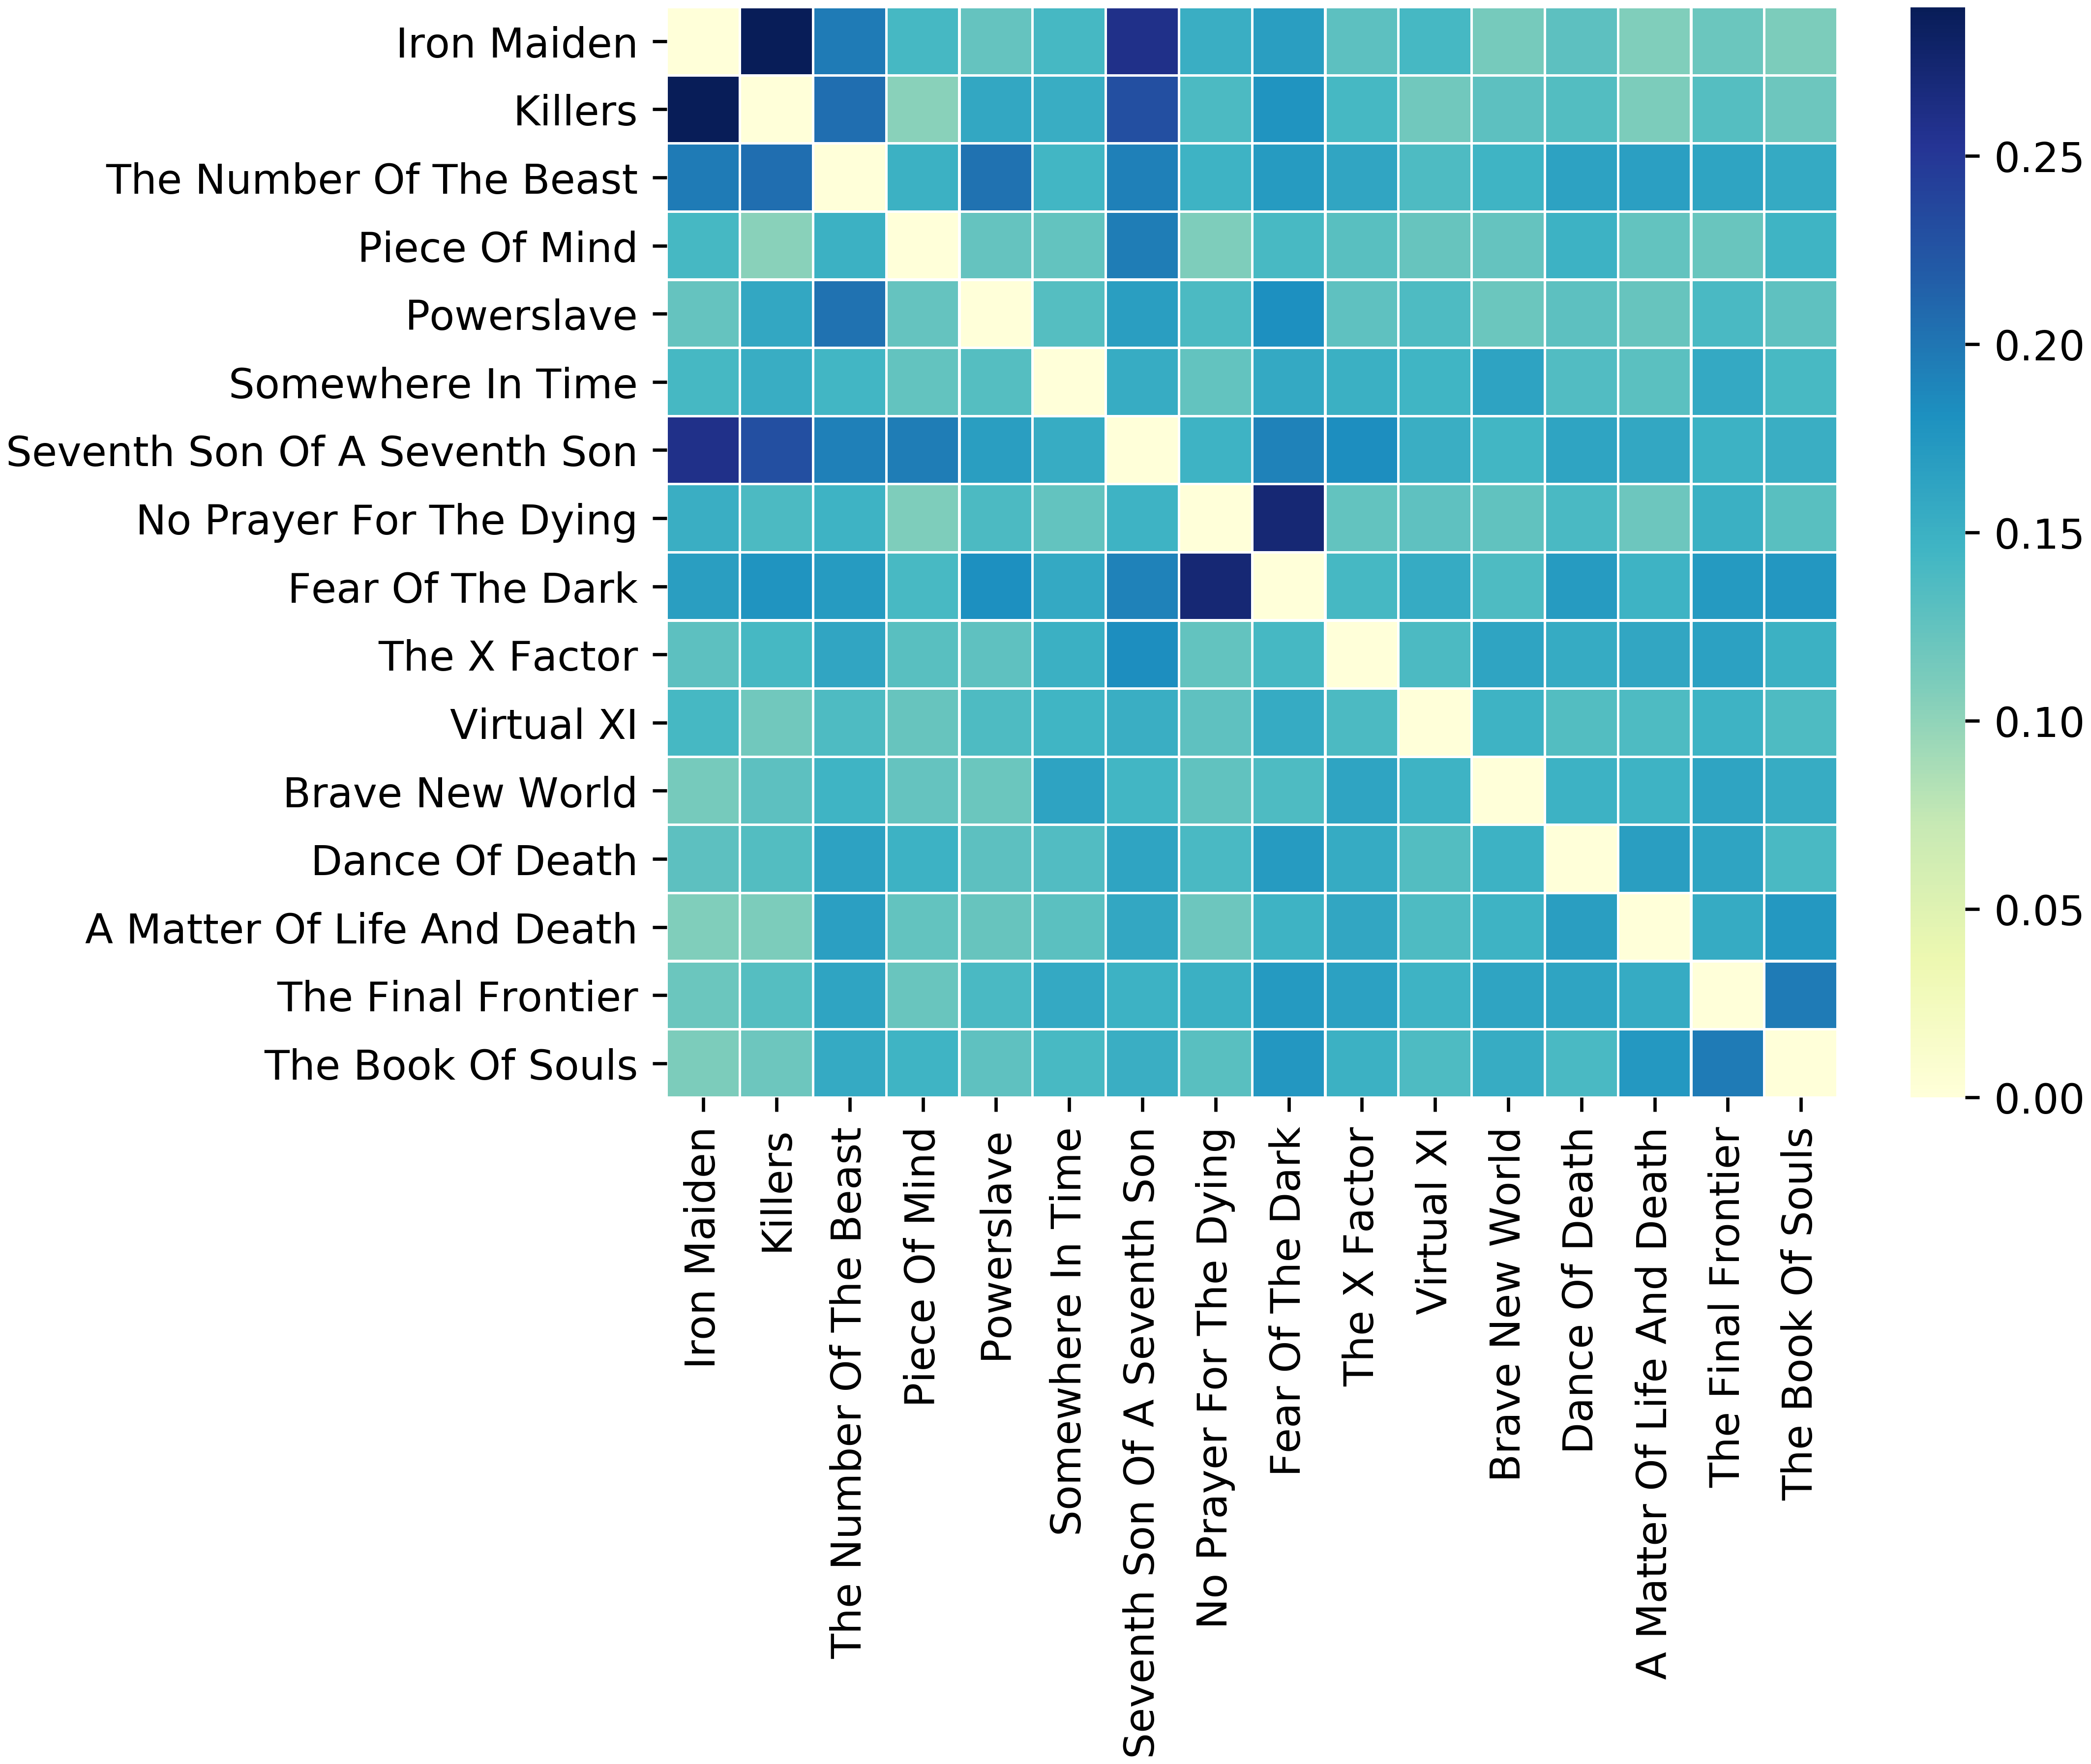 Iron Maiden
Killers
The Number Of The Beast
Piece Of Mind
Powerslave
Somewhere In Time
Seventh Son Of A Seventh Son
No Prayer For The Dying
Fear Of The Dark
The X Factor
Virtual XI
Brave New World
Dance Of Death
A Matter Of Life And Death
The Final Frontier
The Book Of Souls
Iron Maiden
Killers
The Number Of The Beast
Piece Of Mind
Powerslave
Somewhere In Time
Seventh Son Of A Seventh Son
No Prayer For The Dying
Fear Of The Dark
The X Factor
Virtual XI
Brave New World
Dance Of Death
A Matter Of Life And Death
The Final Frontier
The Book Of Souls
0.25
0.20
0.15
0.10
0.05
0.00